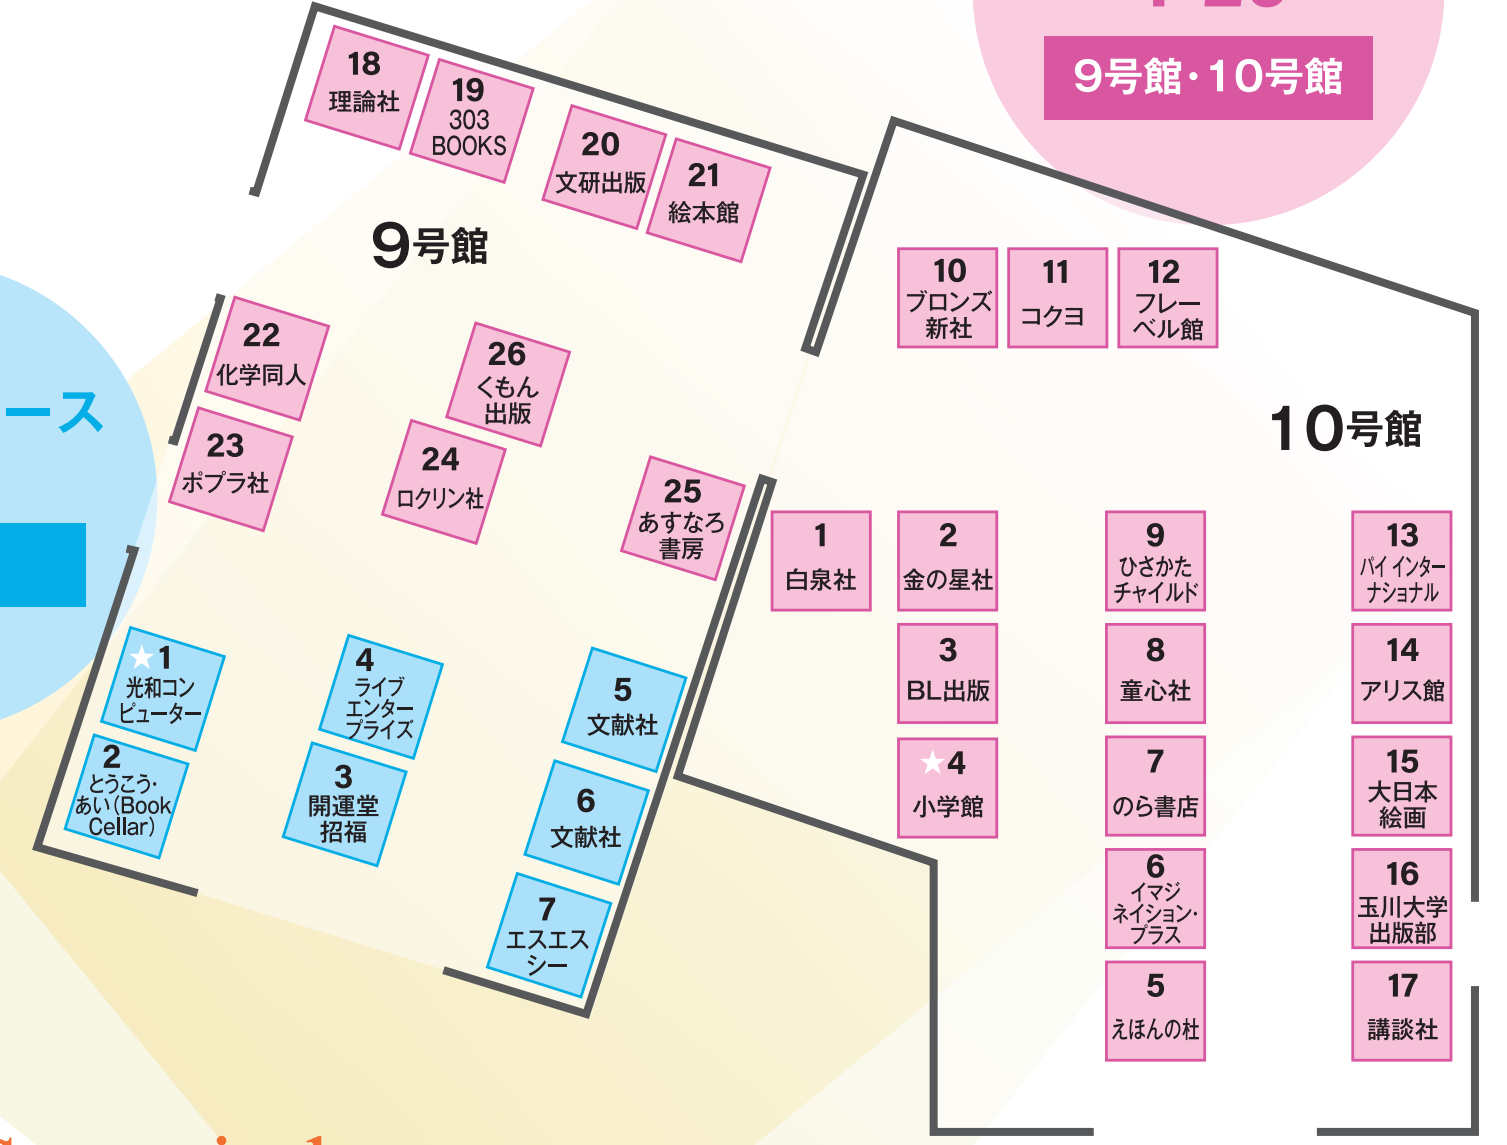 9号館・10号館
18
理論社
19
303
BOOKS
20
文研出版
21
絵本館
9号館
22
化学同人
23
ポプラ社
26
くもん
出版
24
ロクリン社
25
あすなろ
書房
ース
★1
光和コン
ピューター
2
とうこう・
あい(Book
Cellar)
4
ライブ
エンター
プライズ
3
開運堂
招福
5
文献社
6
文献社
7
エスエス
シー
10
ブロンズ
新社
11
コクヨ
12
フレー
ベル館
10号館
1
白泉社
2
金の星社
3
BL出版
★4
小学館
9
ひさかた
チャイルド
8
童心社
7
のら書店
6
イマジ
ネイション・
プラス
5
えほんの杜
13
パイ インター
ナショナル
14
アリス館
15
大日本
絵画
16
玉川大学
出版部
17
講談社